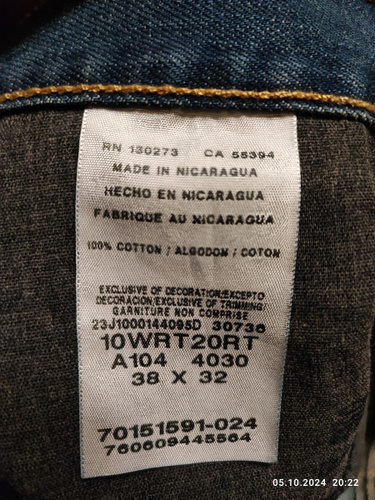 RN 130273 CA 55394
MADE IN NICARAGUA
HECHO EN NICARAGUA
FABRIQUE AU NICARAGUA
100% COTTON / ALGODON / COTON
EXCLUSIVE OF DECORATION/EXCEPTO
DECORACION/EXCLUSIVE OF TRIMMING/
GARNITURE NON COMPRISE
23J1000144095D 30736
10WRT20RT
A104 4030
38 X 32
70151591-024
760609445564
05.10.2024 20:22